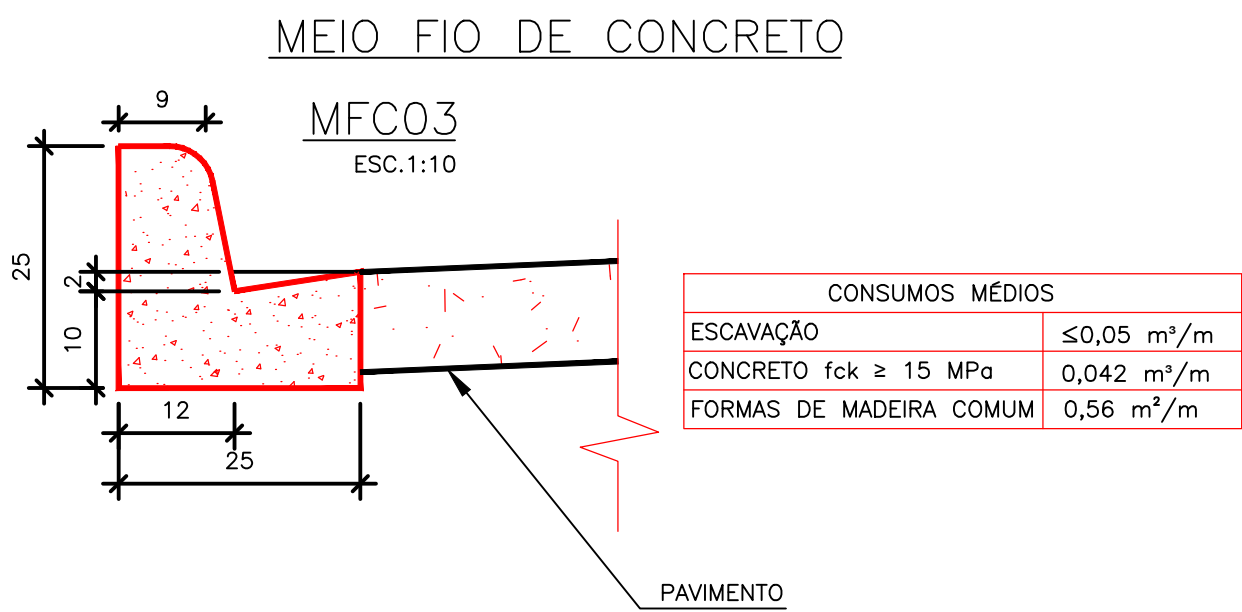 MEIO FIO DE CONCRETO
MFC03
ESC.1:10
9
25
2
10
12
25
CONSUMOS MÉDIOS
ESCAVAÇÃO ≤0,05 m³/m
CONCRETO fck ≥ 15 MPa 0,042 m³/m
FORMAS DE MADEIRA COMUM 0,56 m²/m
PAVIMENTO